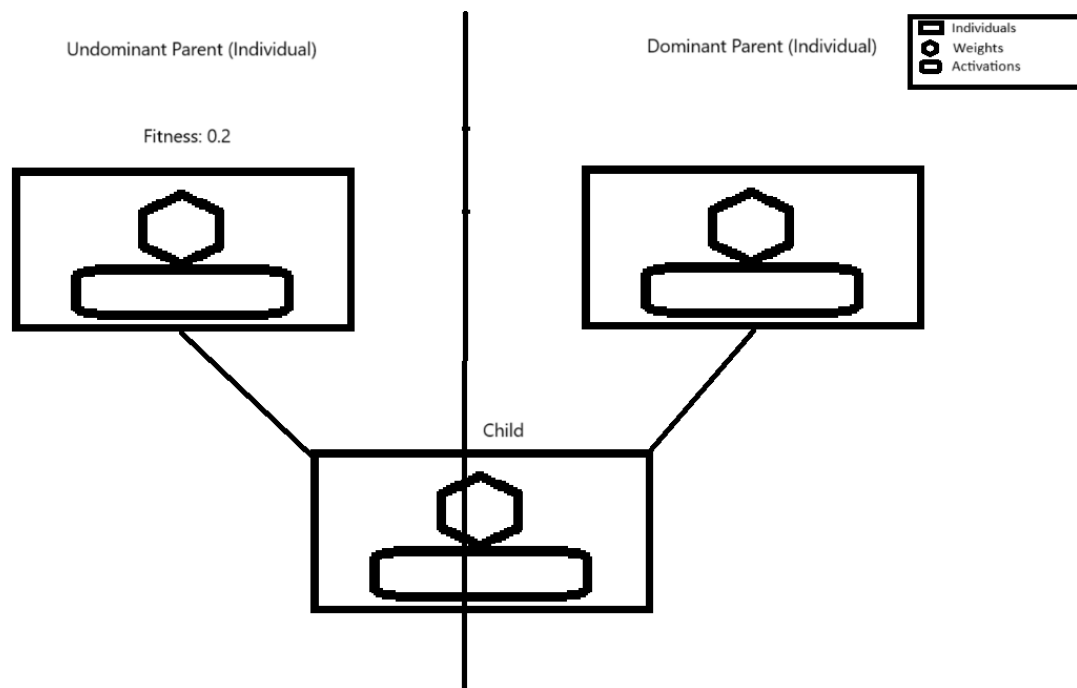 Undominant Parent (Individual)
Dominant Parent (Individual)
Individuals
Weights
Activations
Fitness: 0.2
Child